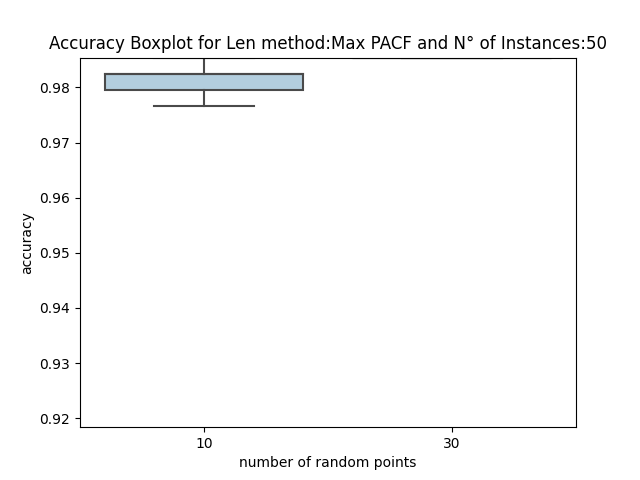 Accuracy Boxplot for Len method:Max PACF and N° of Instances:50
0.98
0.97
0.96
0.95
0.94
0.93
0.92
accuracy
10 30
number of random points